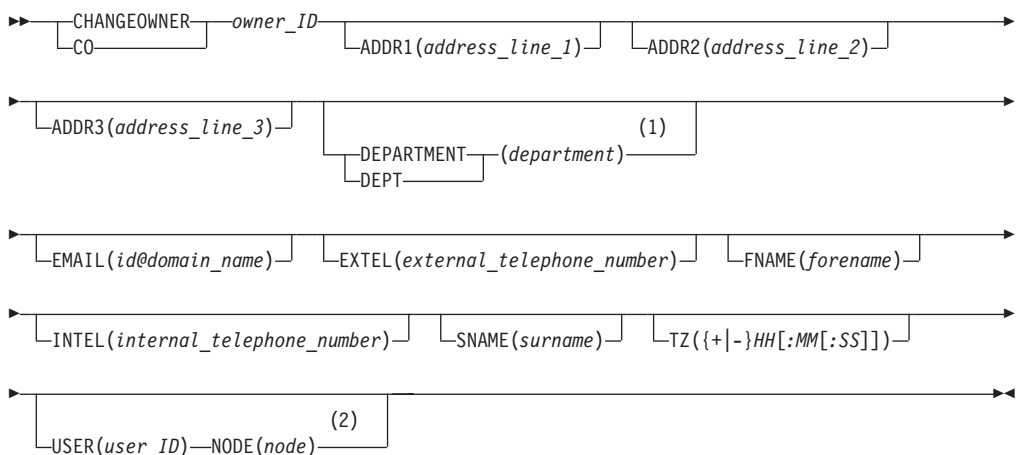 CHANGEOWNER owner_ID
CO ADDR1(address_line_1) ADDR2(address_line_2)
ADDR3(address_line_3) (1)
DEPARTMENT (department)
DEPT
EMAIL(id@domain_name) EXTEL(external_telephone_number) FNAME(forename)
INTEL(internal_telephone_number) SNAME(surname) TZ({+|-}HH[:MM[:SS]])
(2)
USER(user ID) NODE(node)